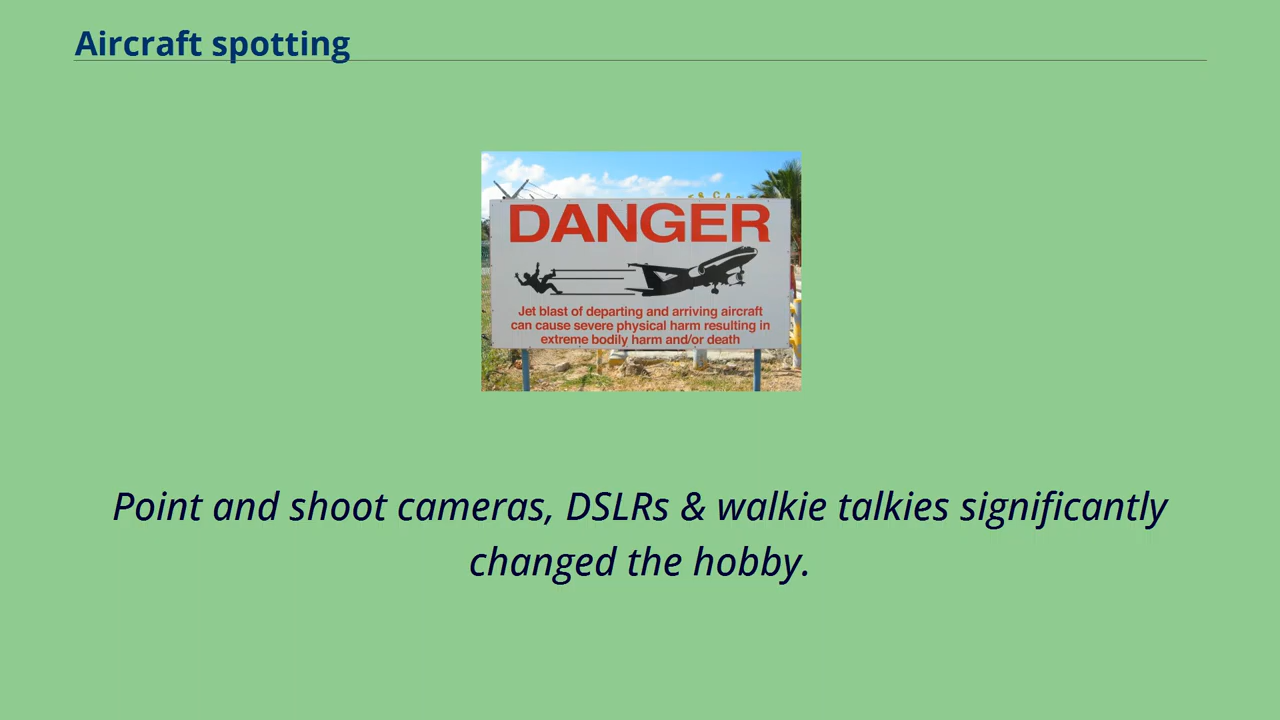 Aircraft spotting
DANGER
Jet blast of departing and arriving aircraft
can cause severe physical harm resulting in
extreme bodily harm and/or death
Point and shoot cameras, DSLRs & walkie talkies significantly
changed the hobby.